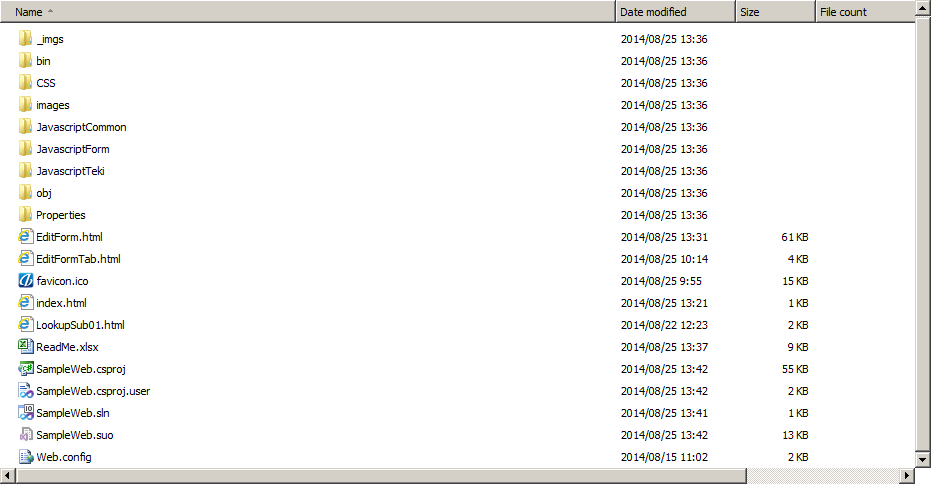 Name Date modified Size File count
_imgs 2014/08/25 13:36
bin 2014/08/25 13:36
CSS 2014/08/25 13:36
images 2014/08/25 13:36
JavascriptCommon 2014/08/25 13:36
JavascriptForm 2014/08/25 13:36
JavascriptTeki 2014/08/25 13:36
obj 2014/08/25 13:36
Properties 2014/08/25 13:36
EditForm.html 2014/08/25 13:31 61 KB
EditFormTab.html 2014/08/25 10:14 4 KB
favicon.ico 2014/08/25 9:55 15 KB
index.html 2014/08/25 13:21 1 KB
LookupSub01.html 2014/08/22 12:23 2 KB
ReadMe.xlsx 2014/08/25 13:37 9 KB
SampleWeb.csproj 2014/08/25 13:42 55 KB
SampleWeb.csproj.user 2014/08/25 13:42 2 KB
SampleWeb.sln 2014/08/25 13:41 1 KB
SampleWeb.suo 2014/08/25 13:42 13 KB
Web.config 2014/08/15 11:02 2 KB